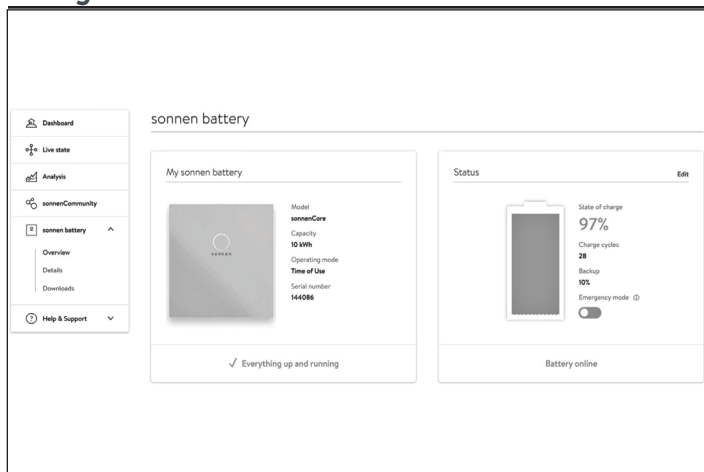 Dashboard
Live state
Analysis
sonnenCommunity
sonnen battery
Overview
Details
Downloads
Help & Support
sonnen battery
My sonnen battery
sonnen
Model
sonnenCore
Capacity
10 kWh
Operating mode
Time of Use
Serial number
144086
Everything up and running
Status
Edit
State of charge
97%
Charge cycles
28
Backup
10%
Emergency mode
Battery online